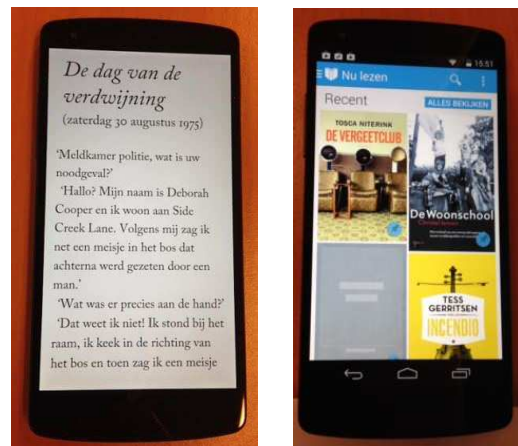 De dag van de
verdwijning
(zaterdag 30 augustus 1975)
‘Meldkamer politie, wat is uw
noodgeval?’
‘Hallo? Mijn naam is Deborah
Cooper en ik woon aan Side
Creek Lane. Volgens mij zag ik
net een meisje in het bos dat
achterna werd gezeten door een
man.’
‘Wat was er precies aan de hand?’
‘Dat weet ik niet! Ik stond bij het
raam, ik keek in de richting van
het bos en toen zag ik een meisje
15:51
Nu lezen
Recent
ALLES BEKIJKEN
TOSCA NITERINK
DE VERGEETCLUB
DeWoonschool
TESS
GERRITSEN
INCENDIO